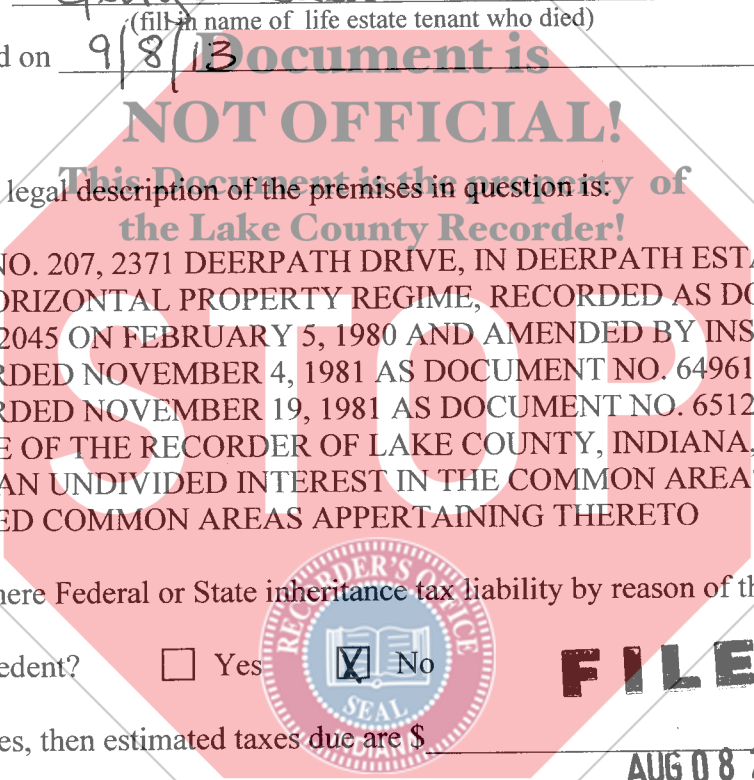 (fill in name of life estate tenant who died)
d on 9/8/13
Document is
NOT OFFICIAL!
This Document is the property of
legal description of the premises in question is:
the Lake County Recorder!
NO. 207, 2371 DEERPATH DRIVE, IN DEERPATH ESTA
ORIZONTAL PROPERTY REGIME, RECORDED AS DO
2045 ON FEBRUARY 5, 1980 AND AMENDED BY INS
RDED NOVEMBER 4, 1981 AS DOCUMENT NO. 64961
RDED NOVEMBER 19, 1981 AS DOCUMENT NO. 6512
E OF THE RECORDER OF LAKE COUNTY, INDIANA,
AN UNDIVIDED INTEREST IN THE COMMON AREA
ED COMMON AREAS APPERTAINING THERETO
STOP
here Federal or State inheritance tax liability by reason of th
edent? Yes X No
FILE
RECORDER'S OFFICE
SEAL
INDIANA
es, then estimated taxes due are $
AUG 08